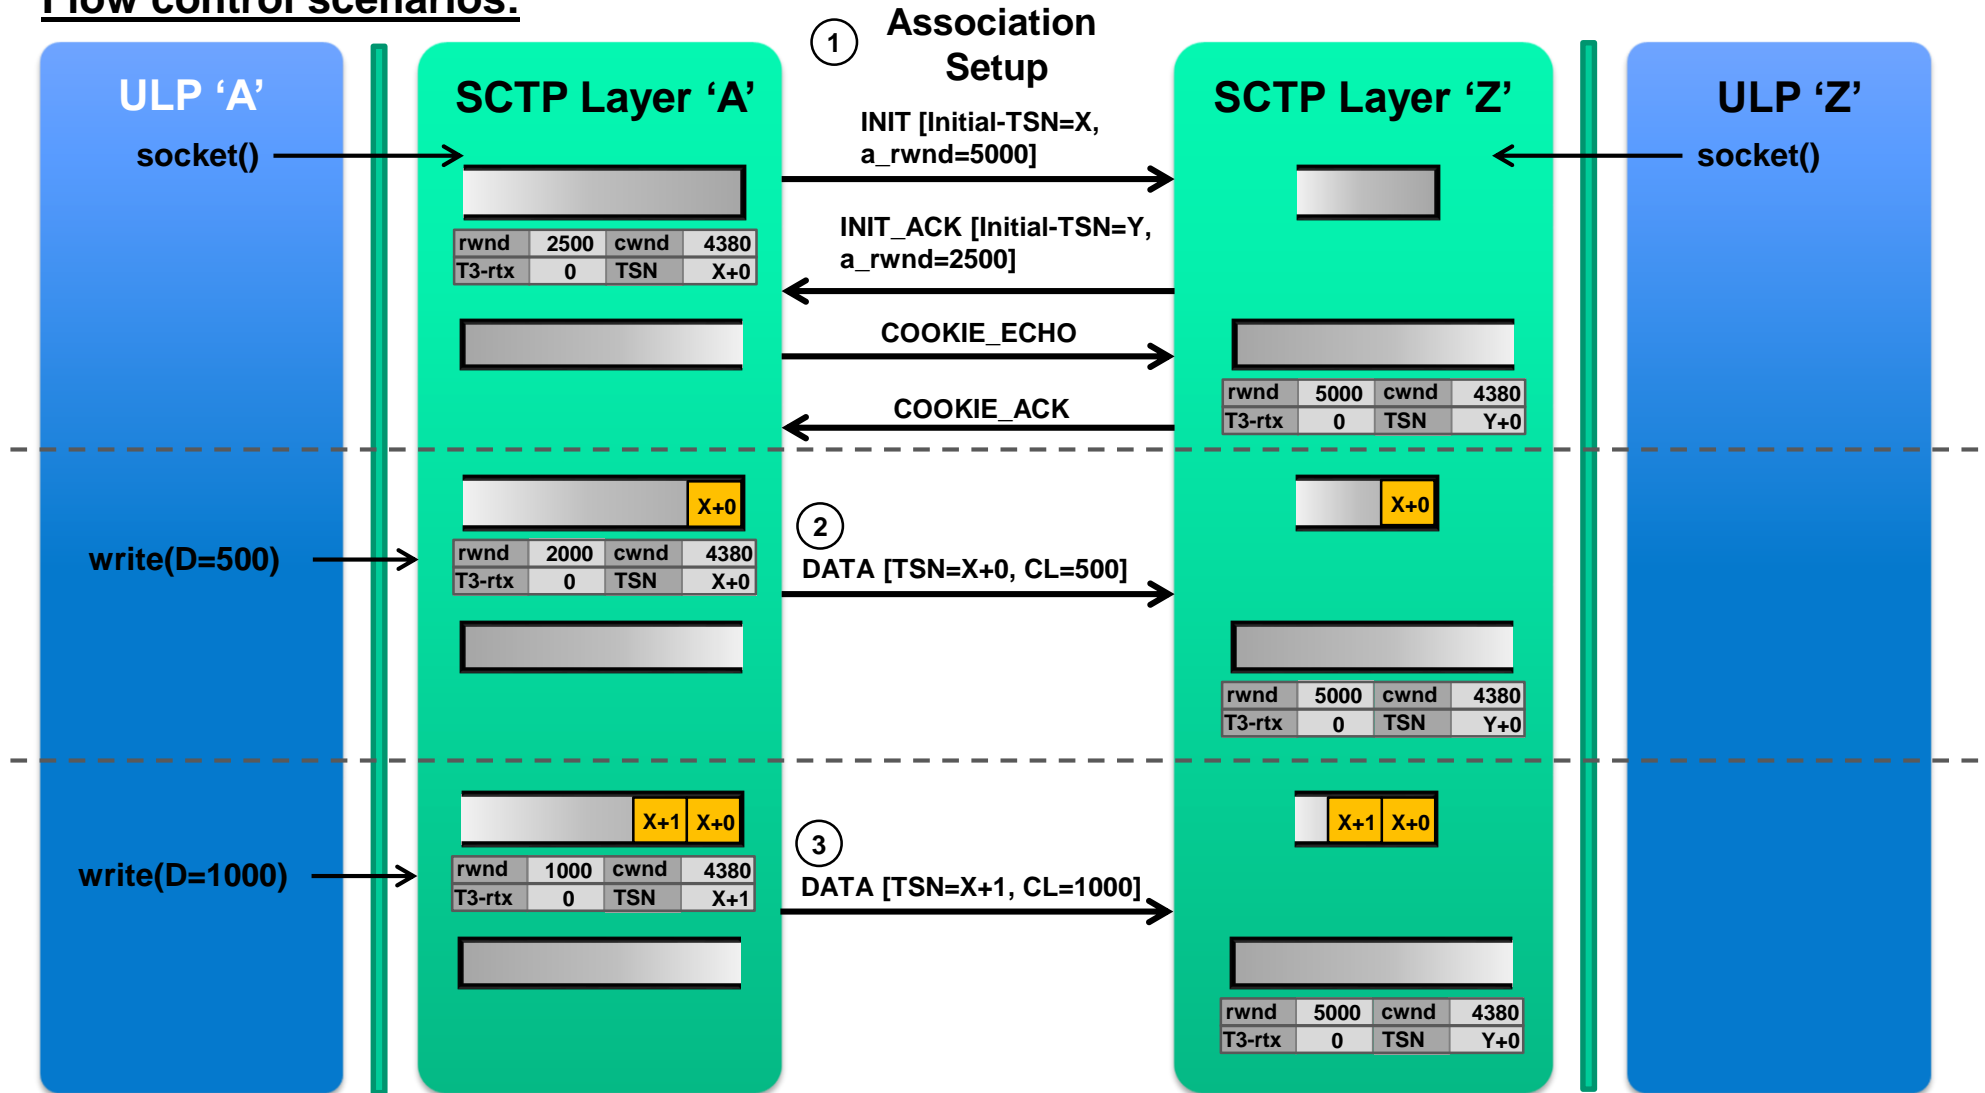 Flow control scenarios:
1
Association
Setup
ULP ‘A’
SCTP Layer ‘A’
SCTP Layer ‘Z’
ULP ‘Z’
socket()
INIT [Initial-TSN=X,
a_rwnd=5000]
socket()
INIT_ACK [Initial-TSN=Y,
a_rwnd=2500]
rwnd 2500 cwnd 4380
T3-rtx 0 TSN X+0
COOKIE_ECHO
COOKIE_ACK
rwnd 5000 cwnd 4380
T3-rtx 0 TSN Y+0
X+0
X+0
2
write(D=500)
rwnd 2000 cwnd 4380
T3-rtx 0 TSN X+0
DATA [TSN=X+0, CL=500]
rwnd 5000 cwnd 4380
T3-rtx 0 TSN Y+0
X+1 X+0
X+1 X+0
3
write(D=1000)
rwnd 1000 cwnd 4380
T3-rtx 0 TSN X+1
DATA [TSN=X+1, CL=1000]
rwnd 5000 cwnd 4380
T3-rtx 0 TSN Y+0